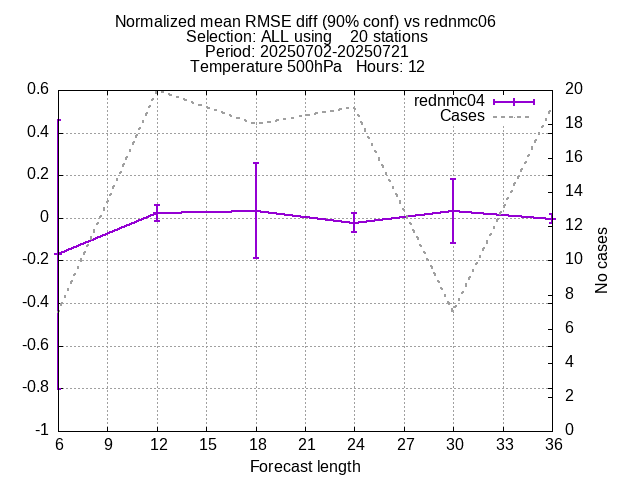 Normalized mean RMSE diff (90% conf) vs rednmc06
Selection: ALL using    20 stations
Period: 20250702-20250721
Temperature 500hPa   Hours: 12
rednmc04
Cases
0.6
0.4
0.2
0
-0.2
-0.4
-0.6
-0.8
-1
20
18
16
14
12
10
8
6
4
2
0
No cases
6 9 12 15 18 21 24 27 30 33 36
Forecast length